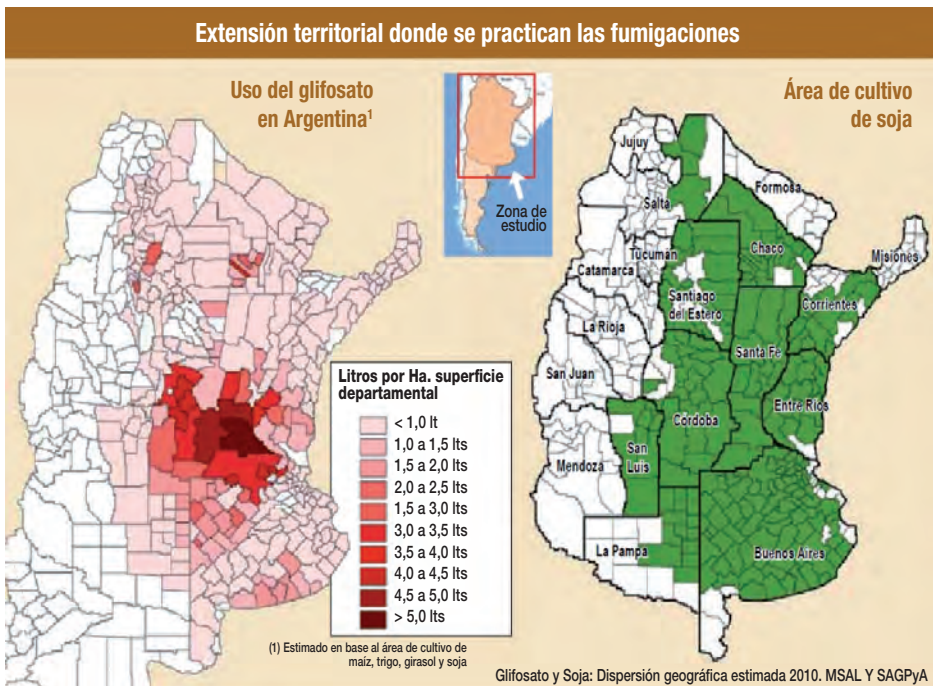 Extensión territorial donde se practican las fumigaciones
Uso del glifosato
en Argentina¹
Zona de
estudio
Área de cultivo
de soja
Jujuy
Formosa
Salta
Chaco
Tucumán
Misiones
Catamarca
Santiago
del Estero
Corrientes
La Rioja
Santa Fé
San Juan
Entre Ríos
Córdoba
San
Luis
Mendoza
La Pampa
Buenos Aires
Litros por Ha. superficie
departamental
< 1,0 lt
1,0 a 1,5 lts
1,5 a 2,0 lts
2,0 a 2,5 lts
1,5 a 3,0 lts
3,0 a 3,5 lts
3,5 a 4,0 lts
4,0 a 4,5 lts
4,5 a 5,0 lts
> 5,0 lts
(1) Estimado en base al área de cultivo de
maíz, trigo, girasol y soja
Glifosato y Soja: Dispersión geográfica estimada 2010. MSAL Y SAGPyA